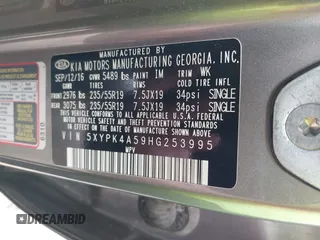 MANUFACTURED BY
KIA KIA MOTORS MANUFACTURING GEORGIA, INC.
SEP/12/16 GVWR 5489 lbs PAINT IM TRIM WK
GAWR TIRES RIMS COLD TIRE INFL
FRONT 2976 lbs 235/55R19 7.5JX19 34psi SINGLE
REAR 3075 lbs 235/55R19 7.5JX19 34psi SINGLE
THIS VEHICLE CONFORMS TO ALL APPLICABLE U.S.
FEDERAL MOTOR VEHICLE SAFETY AND THEFT
PREVENTION STANDARDS IN EFFECT ON THE DATE
OF MANUFACTURE SHOWN ABOVE
VIN 5XYPK4A59HG253995
MPV
DREAMBID